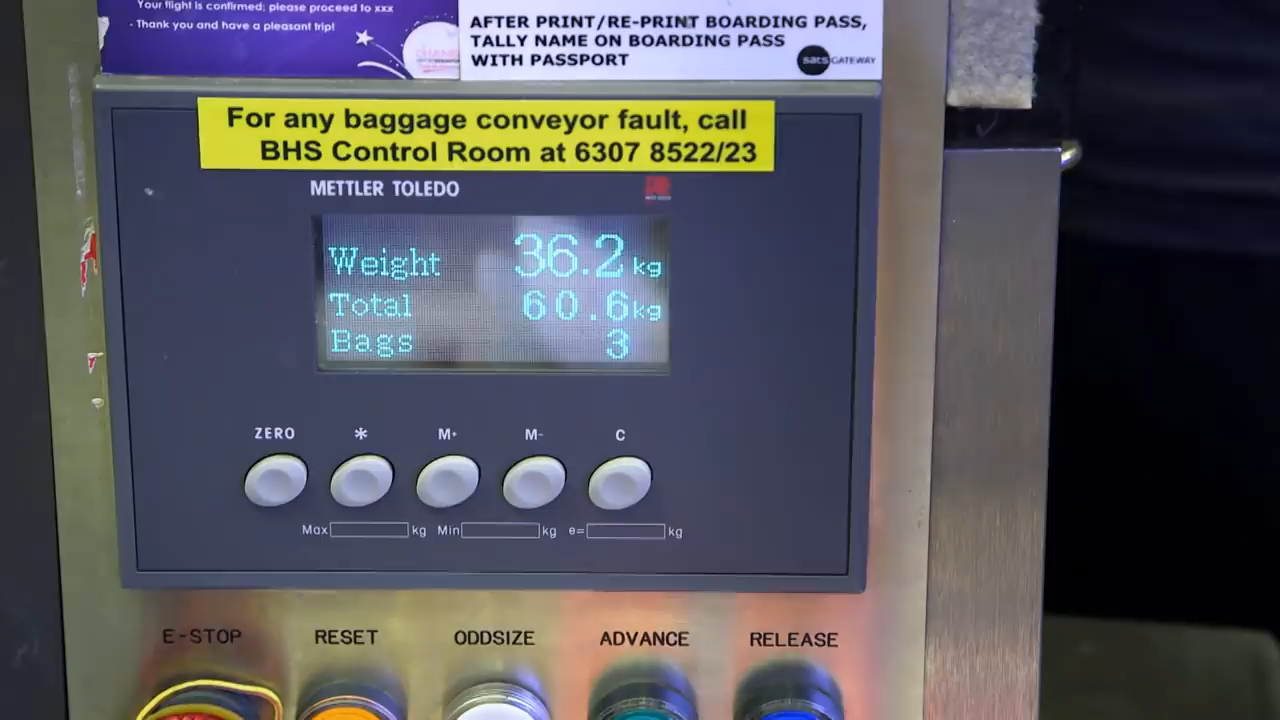 Your flight is confirmed; please proceed to xxx
- Thank you and have a pleasant trip!
AFTER PRINT/RE-PRINT BOARDING PASS,
TALLY NAME ON BOARDING PASS
WITH PASSPORT
sats GATEWAY
For any baggage conveyor fault, call
BHS Control Room at 6307 8522/23
METTLER TOLEDO
Weight 36.2 kg
Total 60.6 kg
Bags 3
ZERO * M+ M- C
Max kg Min kg e= kg
E-STOP RESET ODDSIZE ADVANCE RELEASE